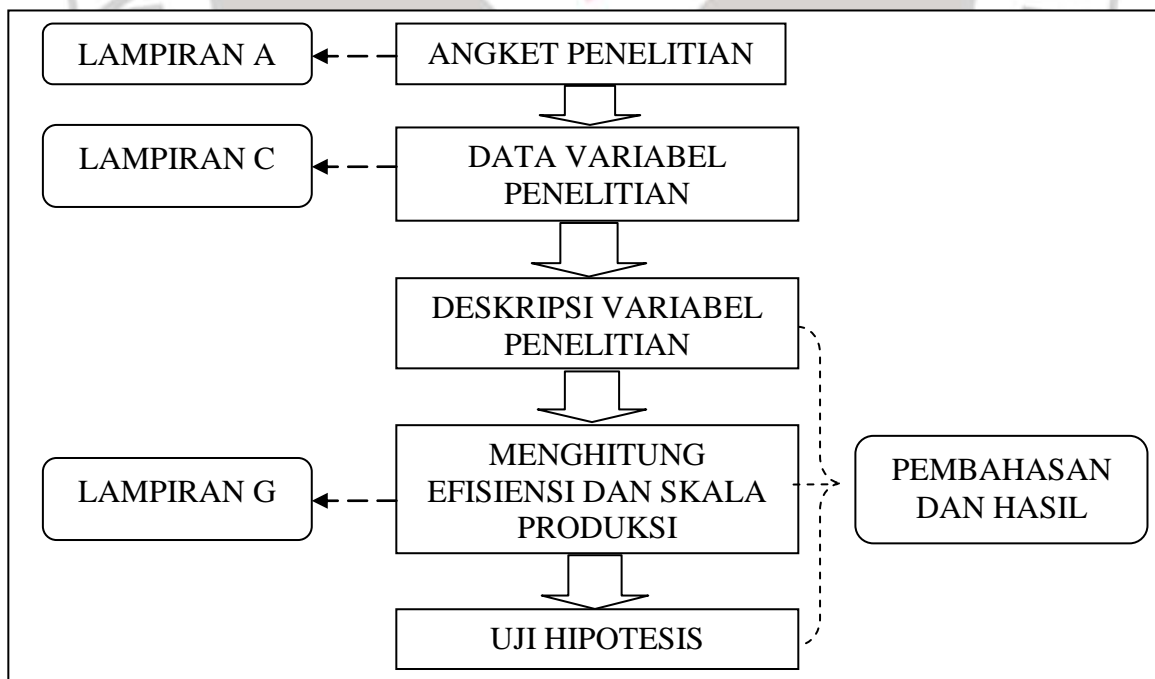 LAMPIRAN A
ANGKET PENELITIAN
LAMPIRAN C
DATA VARIABEL
PENELITIAN
DESKRIPSI VARIABEL
PENELITIAN
LAMPIRAN G
MENGHITUNG
EFISIENSI DAN SKALA
PRODUKSI
PEMBAHASAN
DAN HASIL
UJI HIPOTESIS